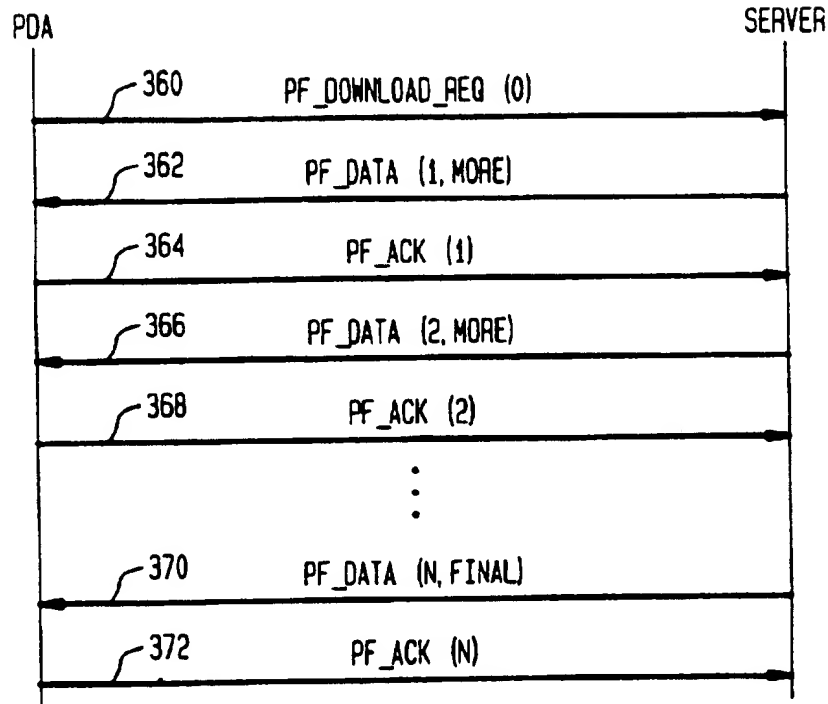 PDA
SERVER
360
PF_DOWNLOAD_REQ (0)
362
PF_DATA (1, MORE)
364
PF_ACK (1)
366
PF_DATA (2, MORE)
368
PF_ACK (2)
370
PF_DATA (N, FINAL)
372
PF_ACK (N)